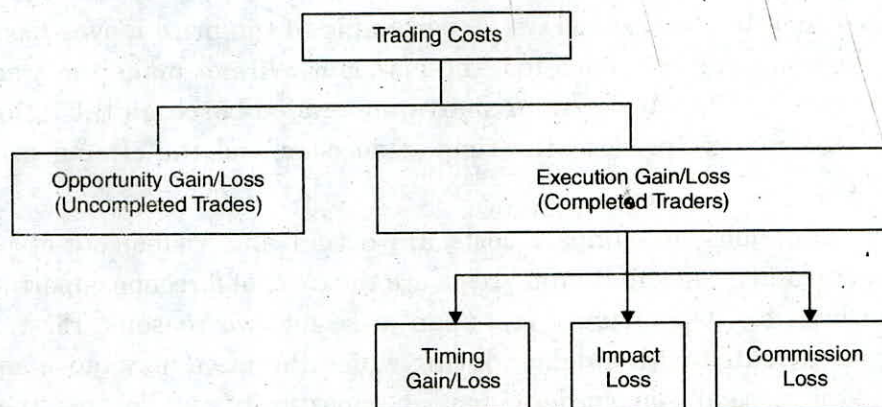 Trading Costs
Opportunity Gain/Loss
(Uncompleted Trades)
Execution Gain/Loss
(Completed Traders)
Timing
Gain/Loss
Impact
Loss
Commission
Loss